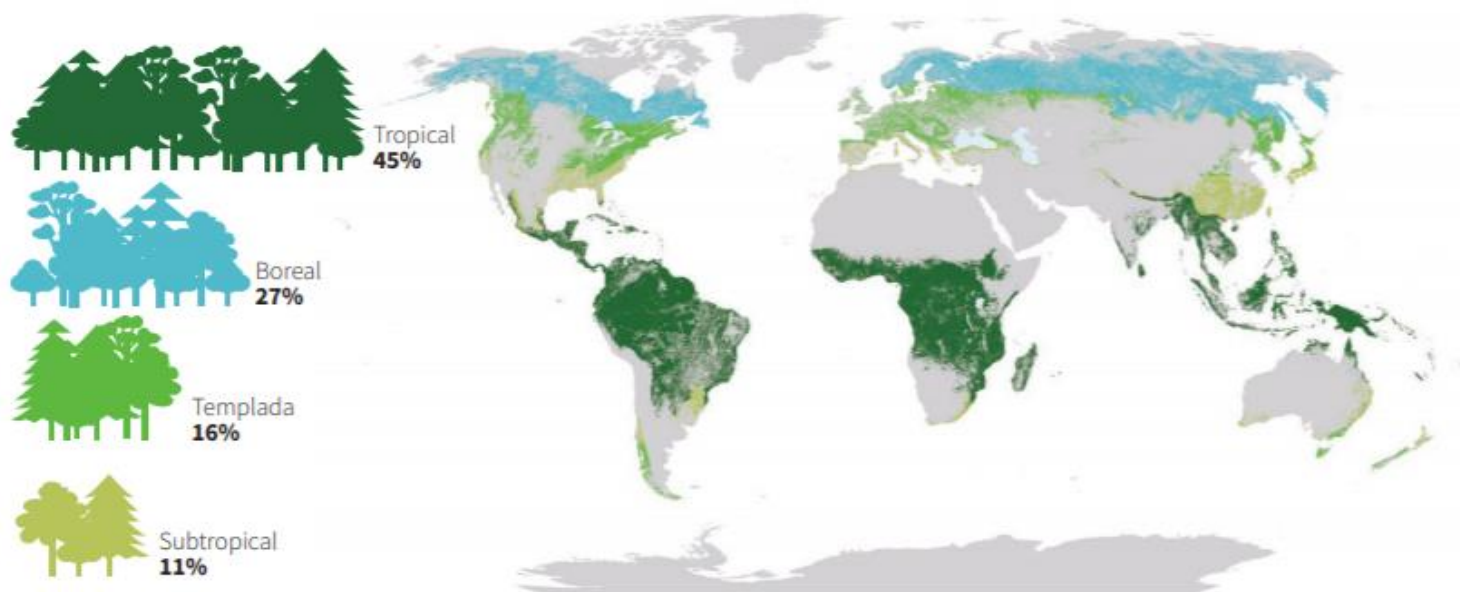 Tropical
45%
Boreal
27%
Templada
16%
Subtropical
11%